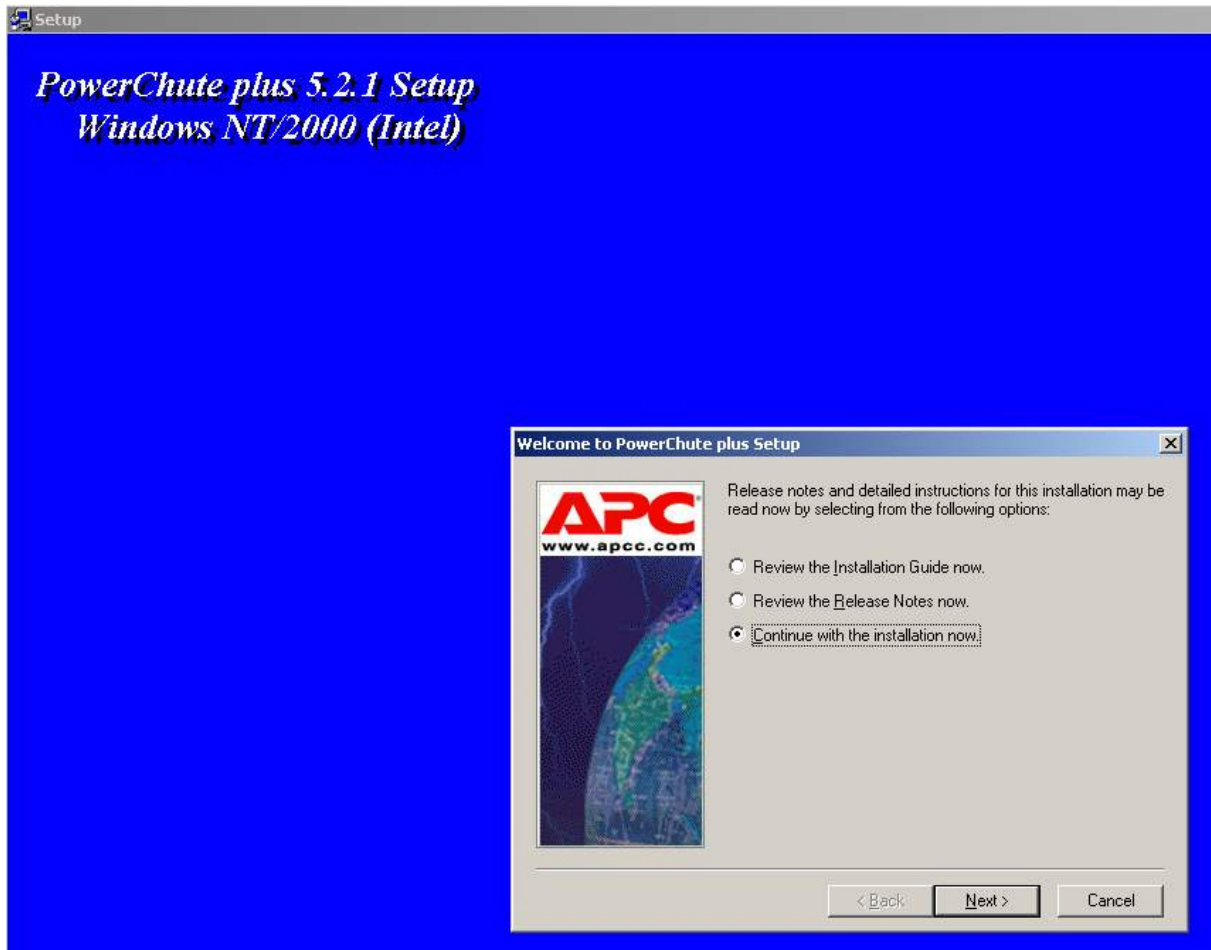 Setup
PowerChute plus 5.2.1 Setup
Windows NT/2000 (Intel)
Welcome to PowerChute plus Setup
APC
www.apcc.com
Release notes and detailed instructions for this installation may be
read now by selecting from the following options:
Review the Installation Guide now.
Review the Release Notes now.
Continue with the installation now.
< Back
Next >
Cancel